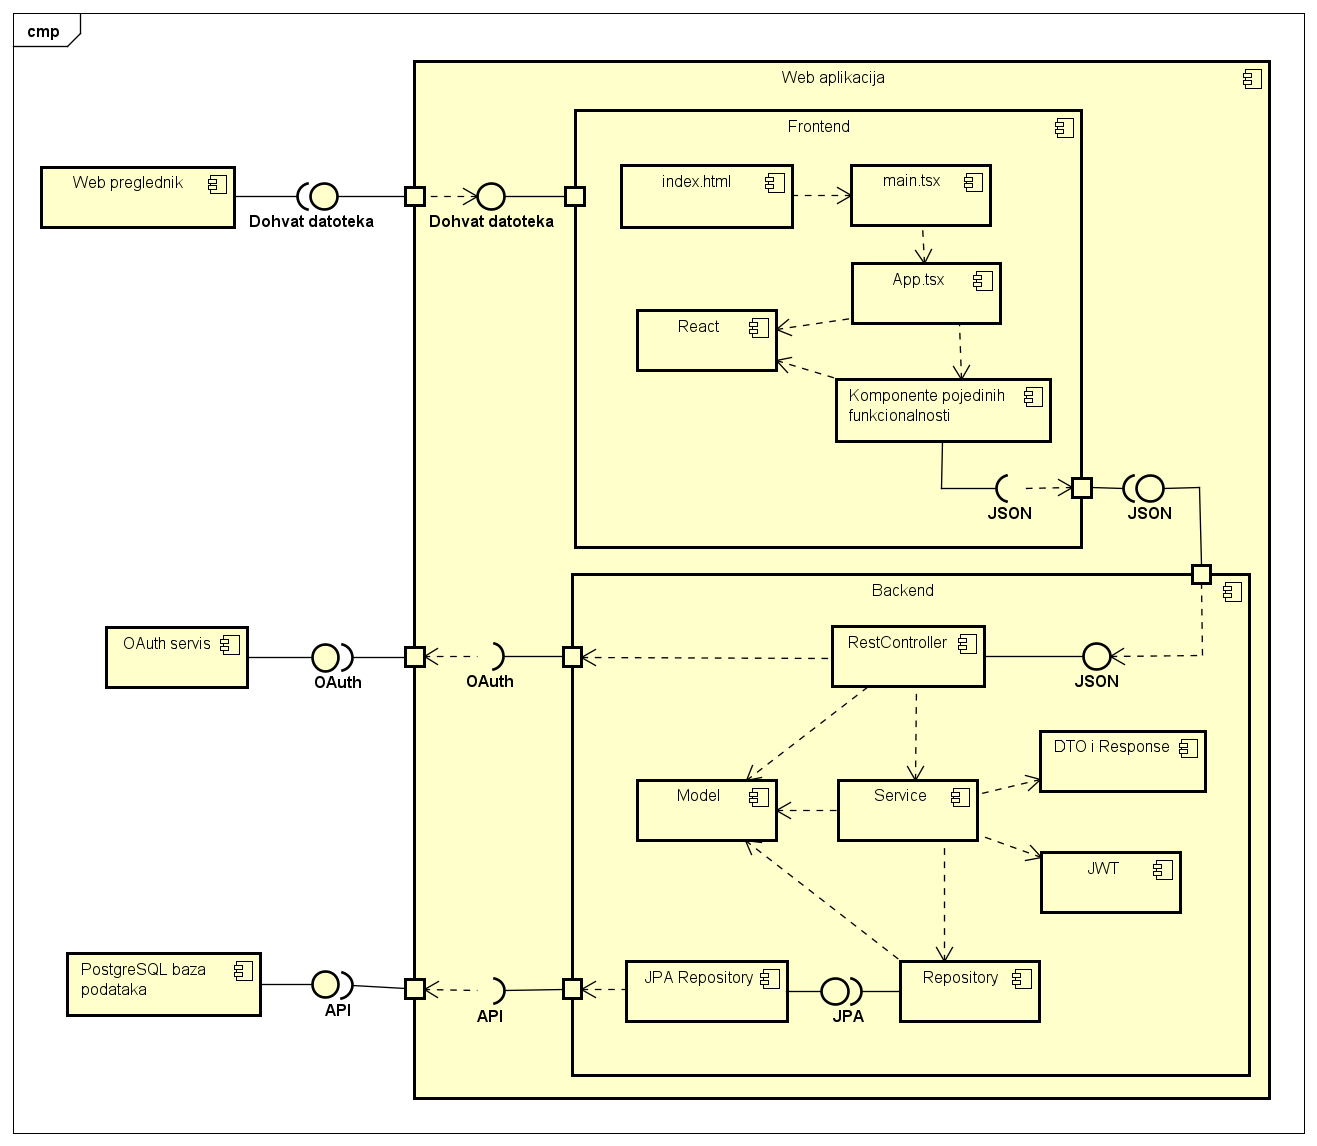 cmp
Web aplikacija
Frontend
Web preglednik
Dohvat datoteka
Dohvat datoteka
index.html
main.tsx
App.tsx
React
Komponente pojedinih
funkcionalnosti
JSON
JSON
Backend
OAuth servis
OAuth
OAuth
RestController
JSON
DTO i Response
Model
Service
JWT
PostgreSQL baza
podataka
API
API
JPA Repository
JPA
Repository